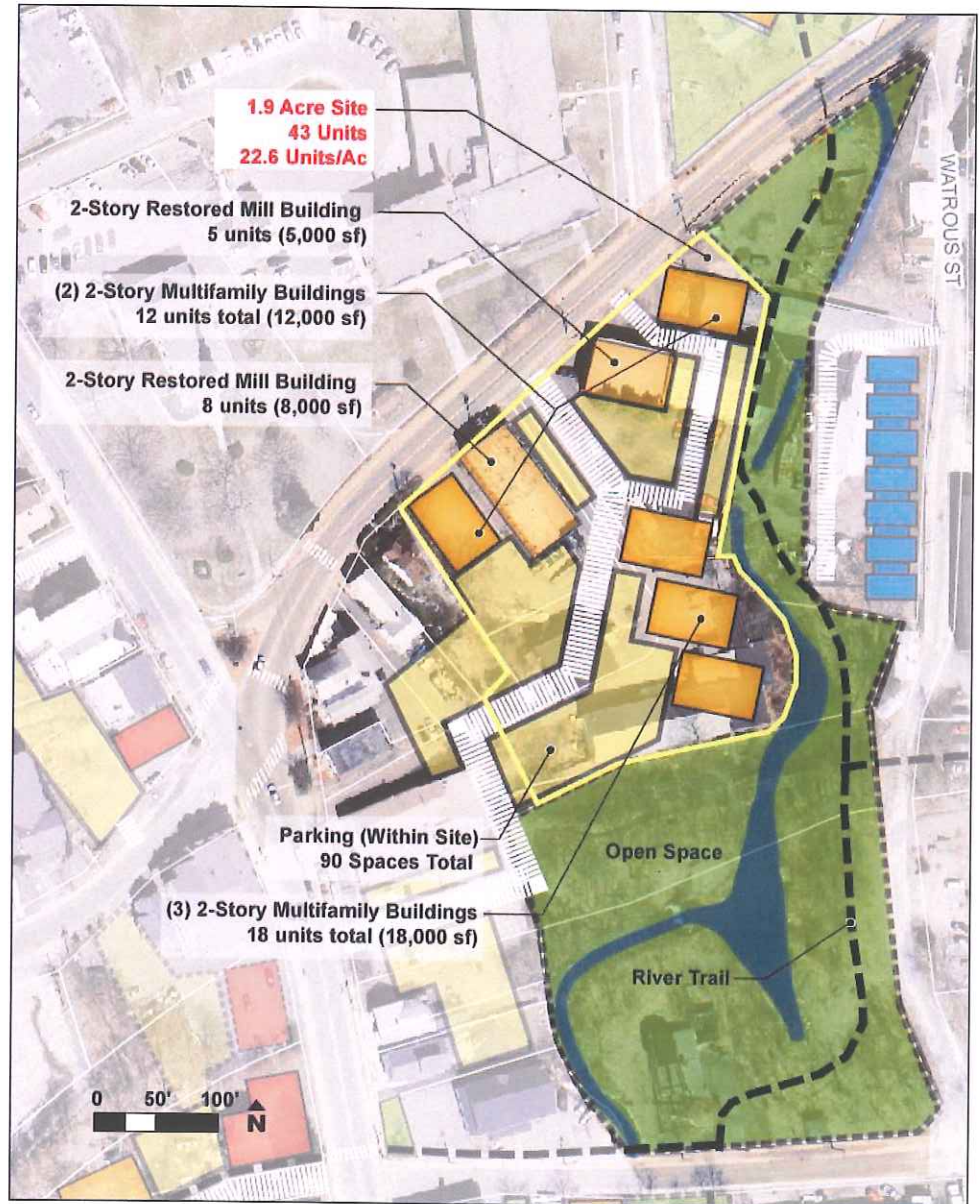 1.9 Acre Site
43 Units
22.6 Units/Ac
2-Story Restored Mill Building
5 units (5,000 sf)
(2) 2-Story Multifamily Buildings
12 units total (12,000 sf)
2-Story Restored Mill Building
8 units (8,000 sf)
WATROUS ST
Parking (Within Site)
90 Spaces Total
Open Space
(3) 2-Story Multifamily Buildings
18 units total (18,000 sf)
River Trail
0 50' 100'
N